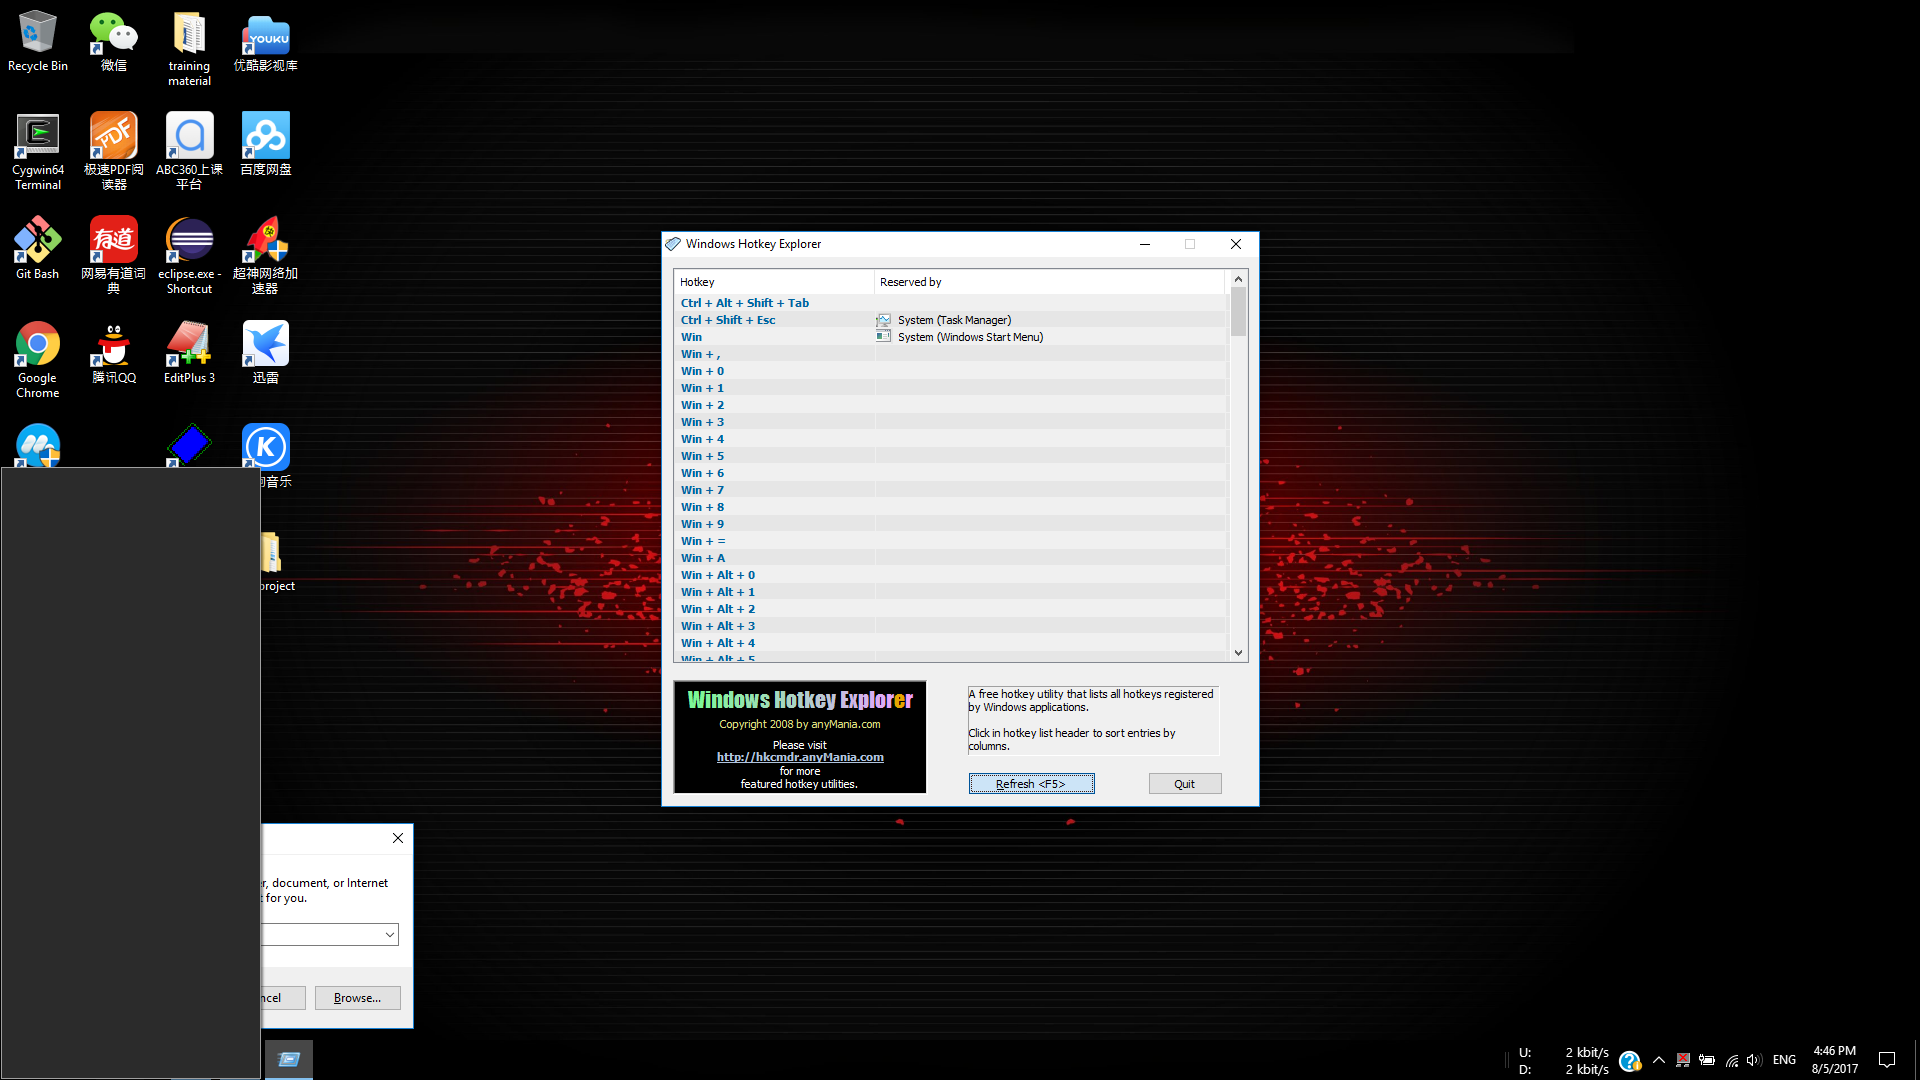 Recycle Bin
微信
training
material
YOUKU
优酷影视库
Cygwin64
Terminal
PDF
极速PDF阅
读器
ABC360上课
平台
百度网盘
Git Bash
有道
网易有道词
典
eclipse.exe -
Shortcut
快
超神网络加
速器
Google
Chrome
腾讯QQ
EditPlus 3
迅雷
K
音乐
project
Windows Hotkey Explorer
Hotkey
Reserved by
Ctrl + Alt + Shift + Tab
Ctrl + Shift + Esc
System (Task Manager)
Win
System (Windows Start Menu)
Win + ,
Win + 0
Win + 1
Win + 2
Win + 3
Win + 4
Win + 5
Win + 6
Win + 7
Win + 8
Win + 9
Win + =
Win + A
Win + Alt + 0
Win + Alt + 1
Win + Alt + 2
Win + Alt + 3
Win + Alt + 4
Win + Alt + 5
Windows Hotkey Explorer
Copyright 2008 by anyMania.com
Please visit
http://hkcmdr.anyMania.com
for more
featured hotkey utilities.
A free hotkey utility that lists all hotkeys registered
by Windows applications.
Click in hotkey list header to sort entries by
columns.
Refresh <F5>
Quit
r, document, or Internet
t for you.
ncel
Browse...
U: 2 kbit/s
D: 2 kbit/s
ENG
4:46 PM
8/5/2017